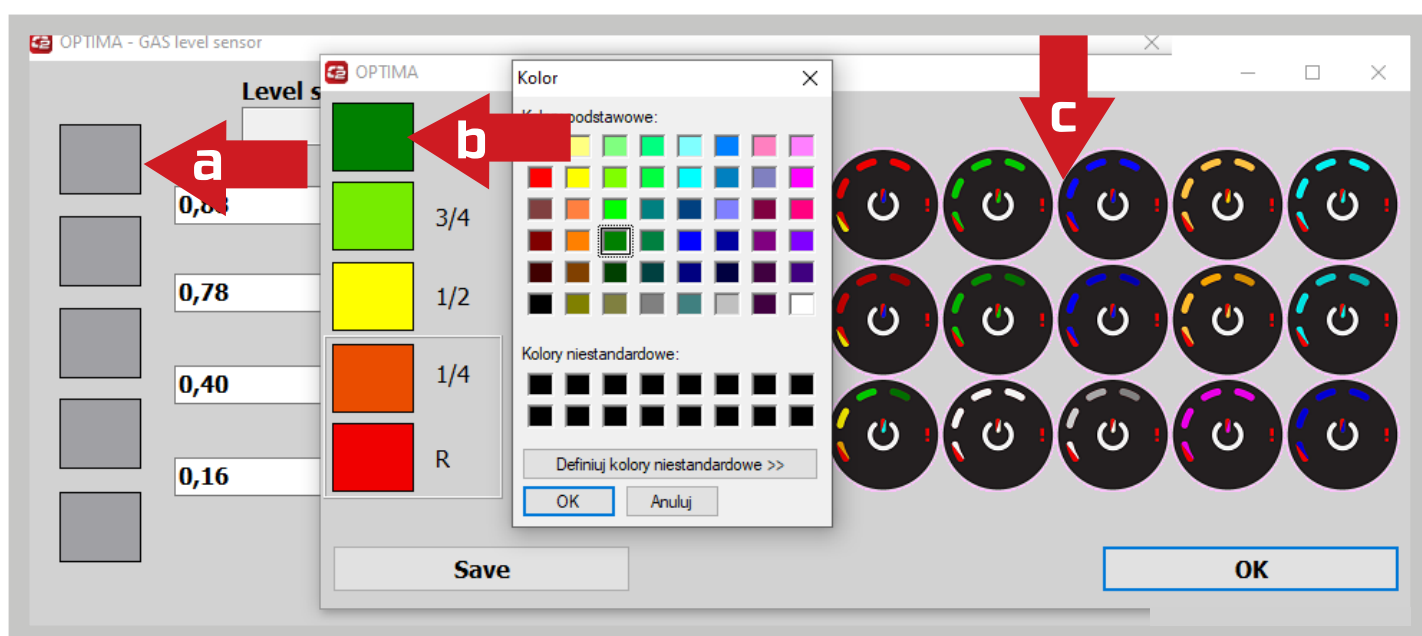 OPTIMA - GAS level sensor
Level s
0,78
0,40
0,16
a
OPTIMA
b
3/4
1/2
1/4
R
Save
Kolor
podstawowe:
Kolory niestandardowe:
Definiuj kolory niestandardowe >>
OK
Anuluj
c
OK